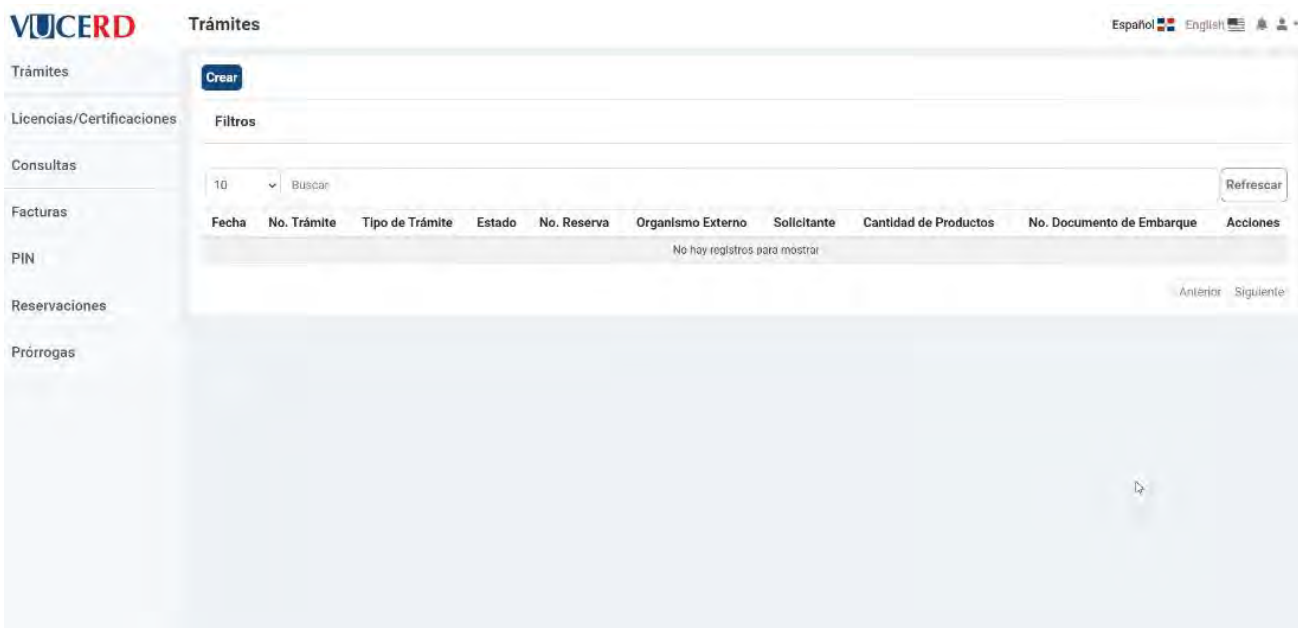 VUCERD
Trámites
Español English
Trámites
Licencias/Certificaciones
Consultas
Facturas
PIN
Reservaciones
Prórrogas
Crear
Filtros
10 Buscar Refrescar
Fecha No. Trámite Tipo de Trámite Estado No. Reserva Organismo Externo Solicitante Cantidad de Productos No. Documento de Embarque Acciones
No hay registros para mostrar
Anterior Siguiente